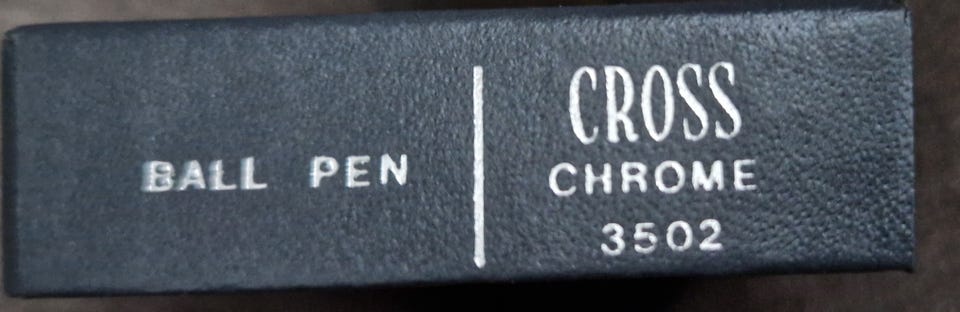 BALL PEN
CROSS
CHROME
3502